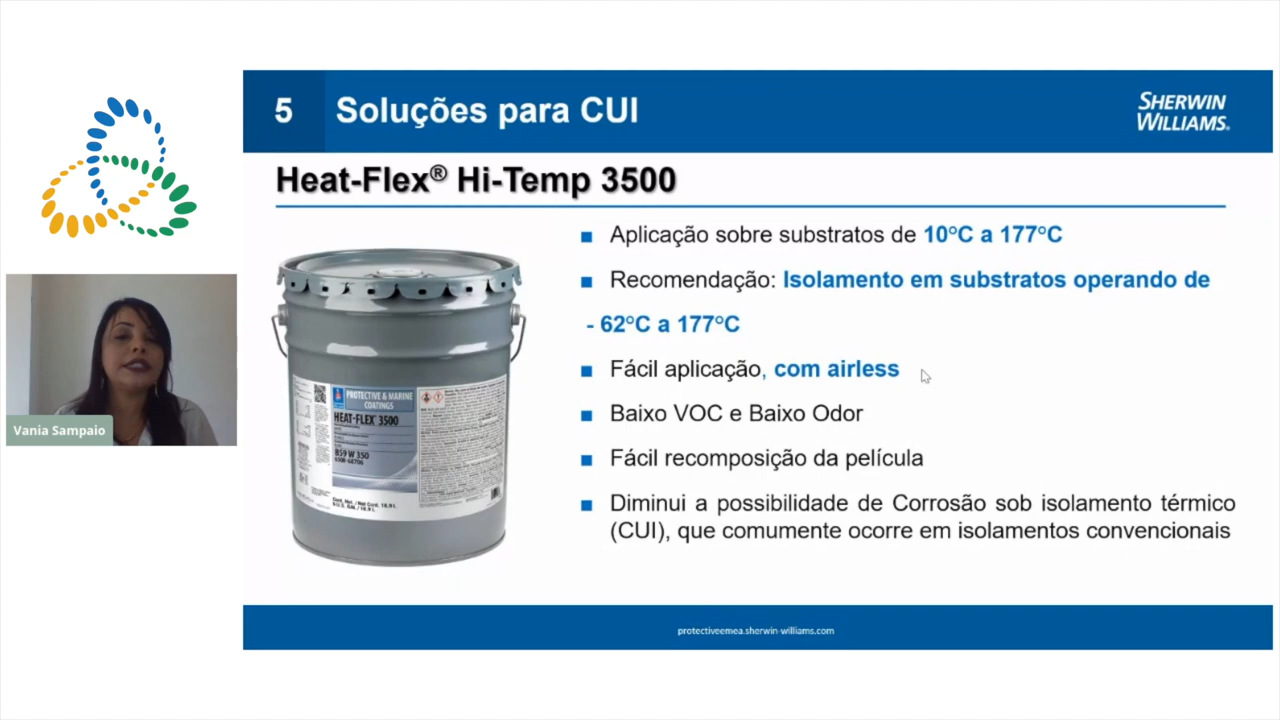 5 Soluções para CUI
SHERWIN
WILLIAMS.
Heat-Flex® Hi-Temp 3500
Aplicação sobre substratos de 10°C a 177°C
Recomendação: Isolamento em substratos operando de
- 62°C a 177°C
Fácil aplicação, com airless
Baixo VOC e Baixo Odor
Fácil recomposição da película
Diminui a possibilidade de Corrosão sob isolamento térmico
(CUI), que comumente ocorre em isolamentos convencionais
PROTECTIVE & MARINE
COATINGS
HEAT-FLEX® 3500
B59 W 350
Vania Sampaio
protectiveemea.sherwin-williams.com